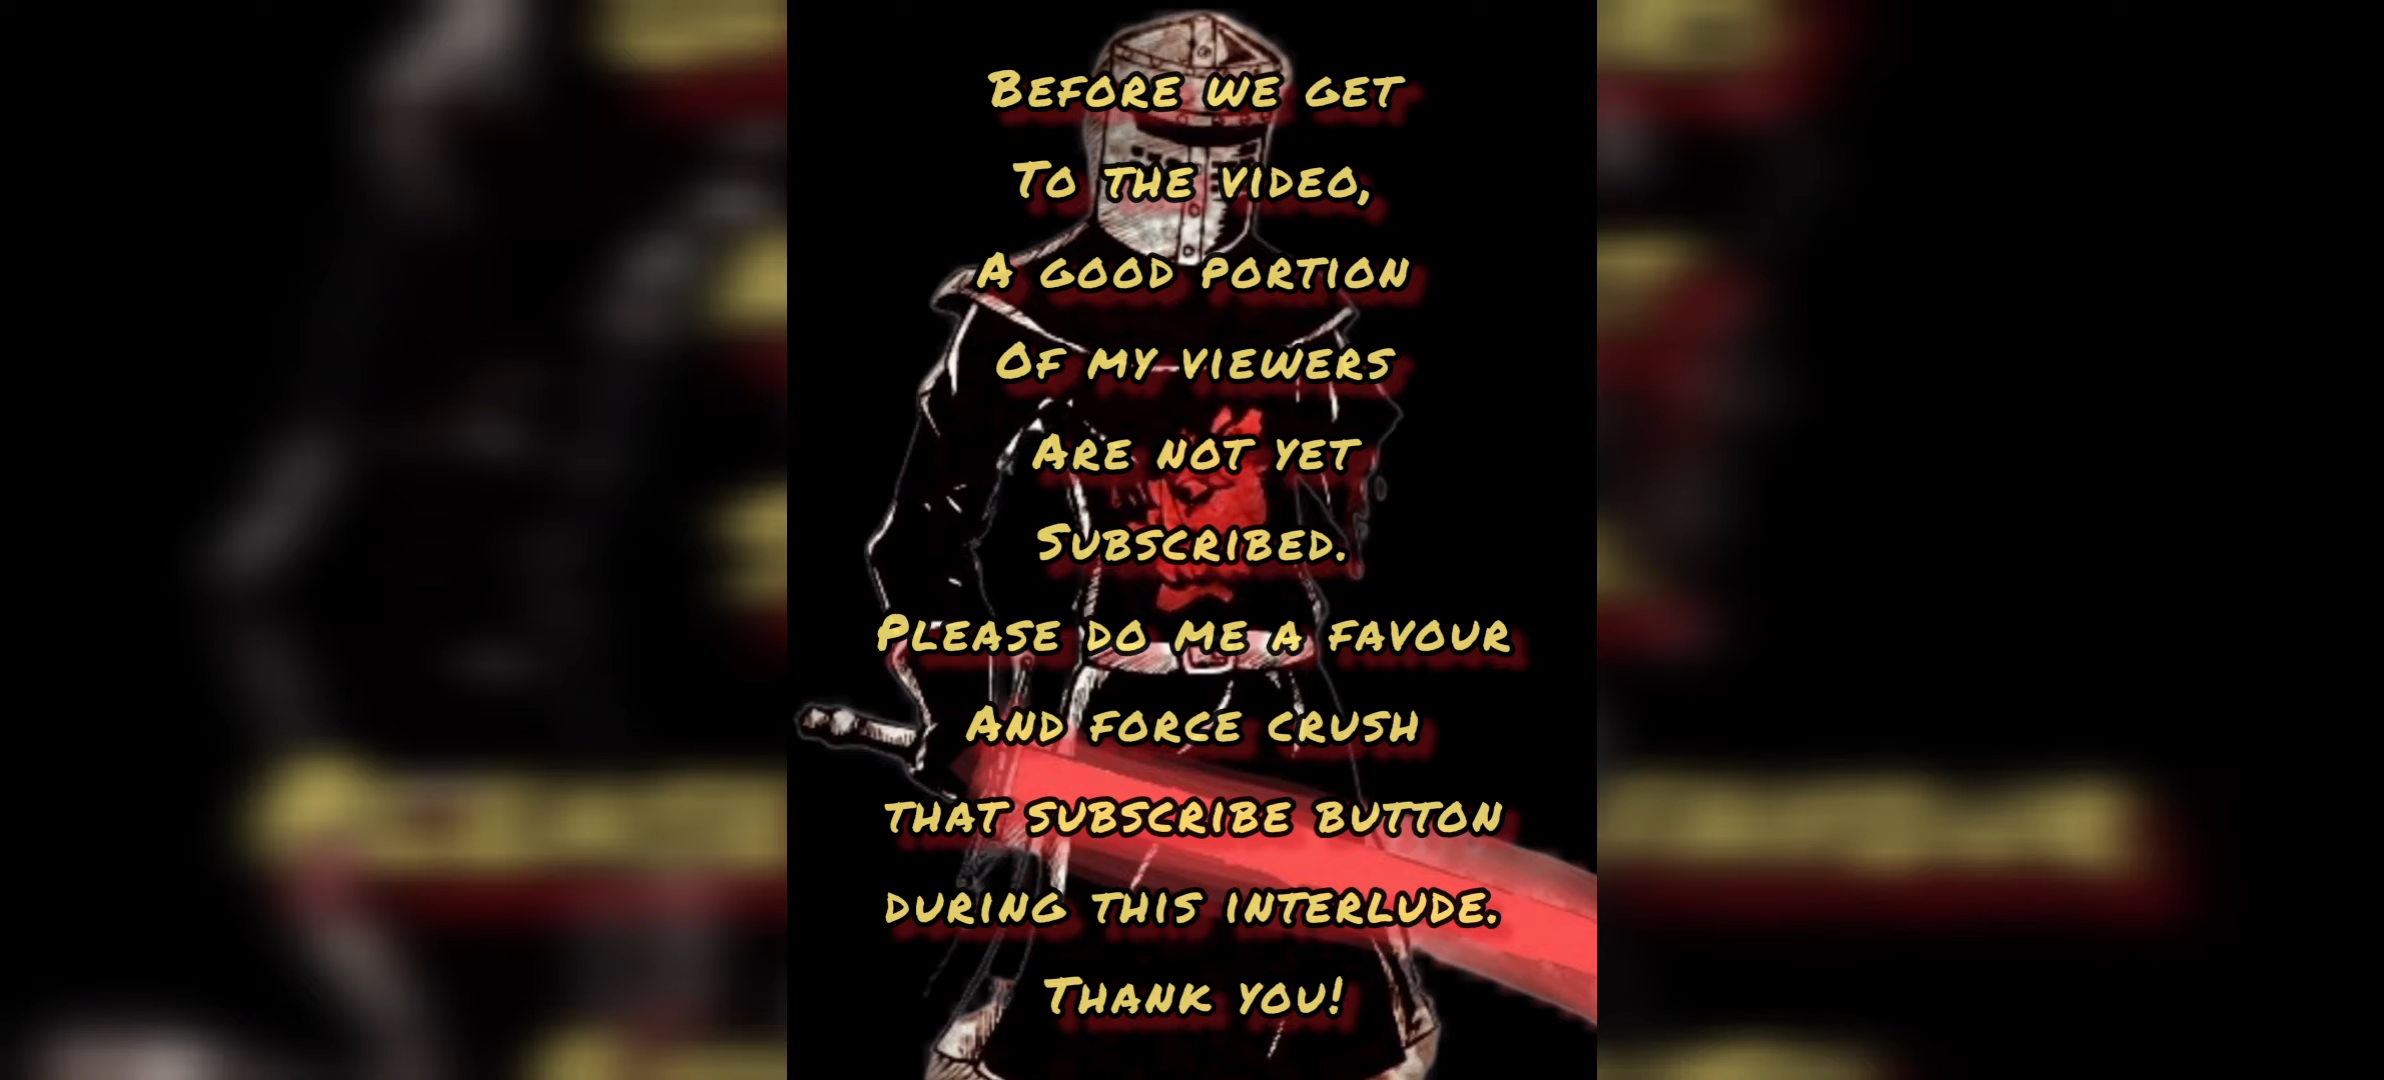 Before we get
To the video,
A good portion
Of my viewers
Are not yet
Subscribed.
Please do me a favour
And force crush
that subscribe button
during this interlude.
Thank you!